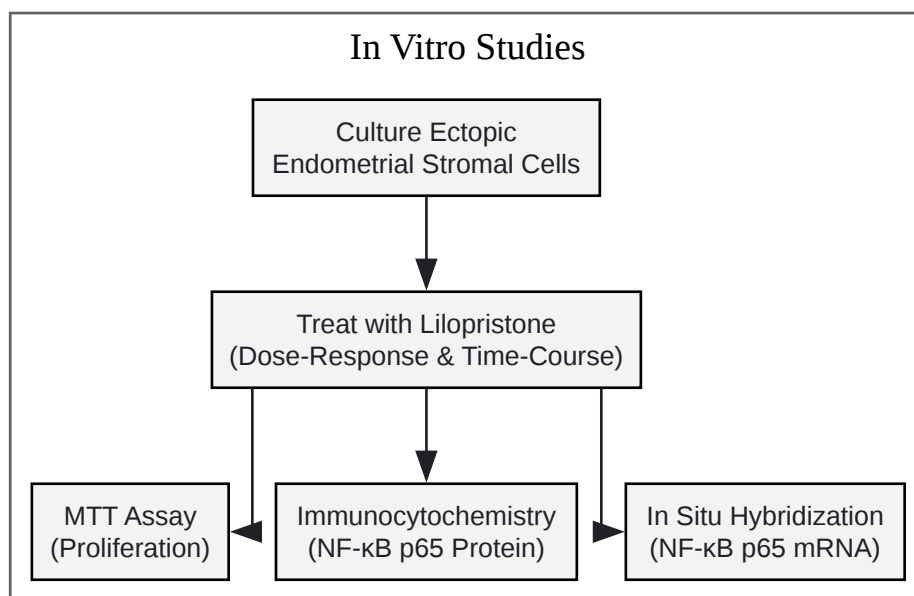 In Vitro Studies
Culture Ectopic
Endometrial Stromal Cells
Treat with Lilopristone
(Dose-Response & Time-Course)
MTT Assay
(Proliferation)
Immunocytochemistry
(NF-κB p65 Protein)
In Situ Hybridization
(NF-κB p65 mRNA)